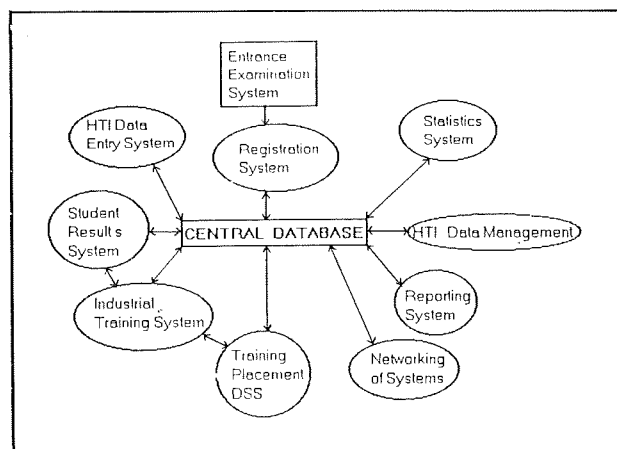 Entrance
Examination
System
HTI Data
Entry System
Registration
System
Statistics
System
Student
Results
System
CENTRAL DATABASE
HTI Data Management
Industrial
Training System
Reporting
System
Training
Placement
DSS
Networking
of Systems